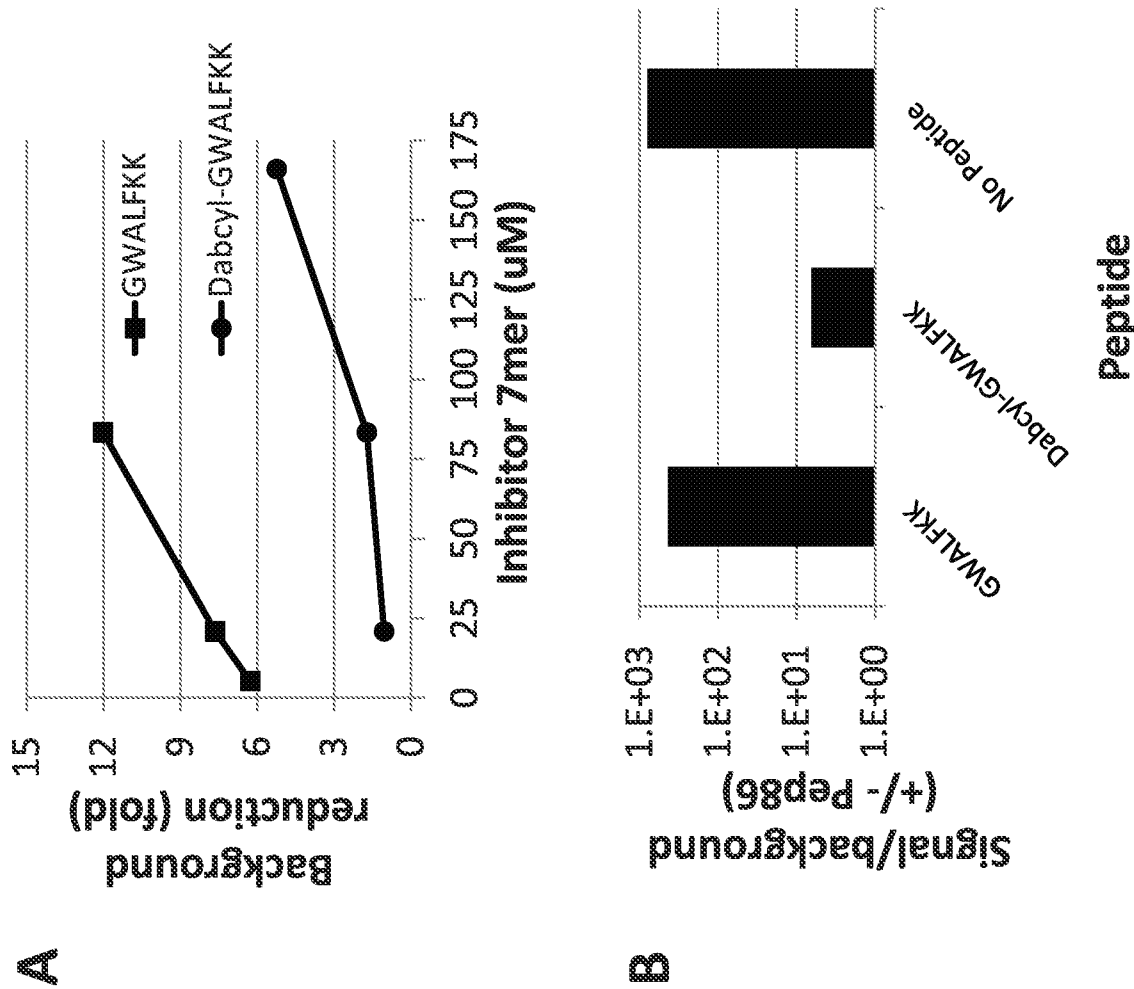 A
Background
reduction (fold)
15
12
9
6
3
0
GWALFKK
Dabcyl-GWALFKK
0 25 50 75 100 125 150 175
Inhibitor 7mer (uM)
B
Signal/background
(+/- Pep86)
1.E+03
1.E+02
1.E+01
1.E+00
GWALFKK
Dabcyl-GWALFKK
No Peptide
Peptide